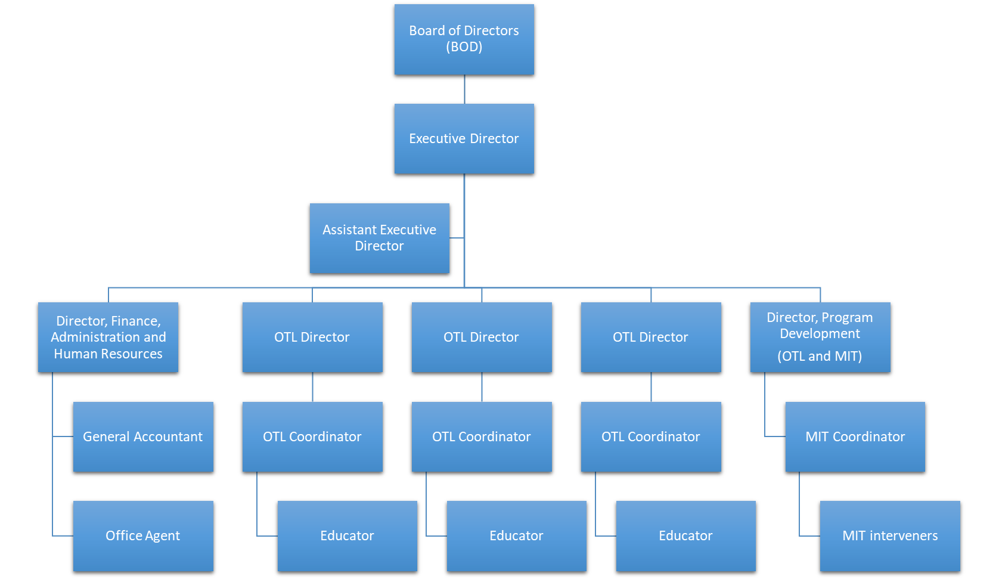 Board of Directors
(BOD)
Executive Director
Assistant Executive
Director
Director, Finance,
Administration and
Human Resources
OTL Director
OTL Director
OTL Director
Director, Program
Development
(OTL and MIT)
General Accountant
OTL Coordinator
OTL Coordinator
OTL Coordinator
MIT Coordinator
Office Agent
Educator
Educator
Educator
MIT interveners